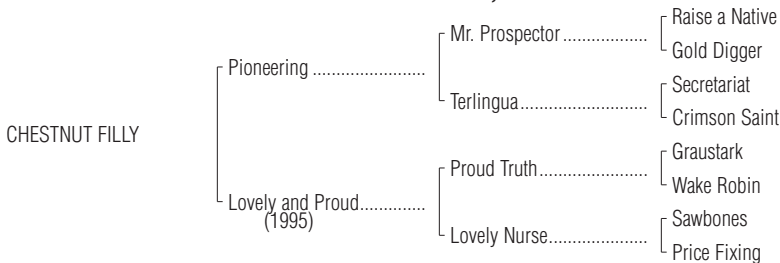 Raise a Native
Mr. Prospector....................
Gold Digger
Pioneering .........................
Secretariat
Terlingua............................
Crimson Saint
CHESTNUT FILLY
Graustark
Proud Truth........................
Wake Robin
Lovely and Proud...............
(1995)
Sawbones
Lovely Nurse......................
Price Fixing